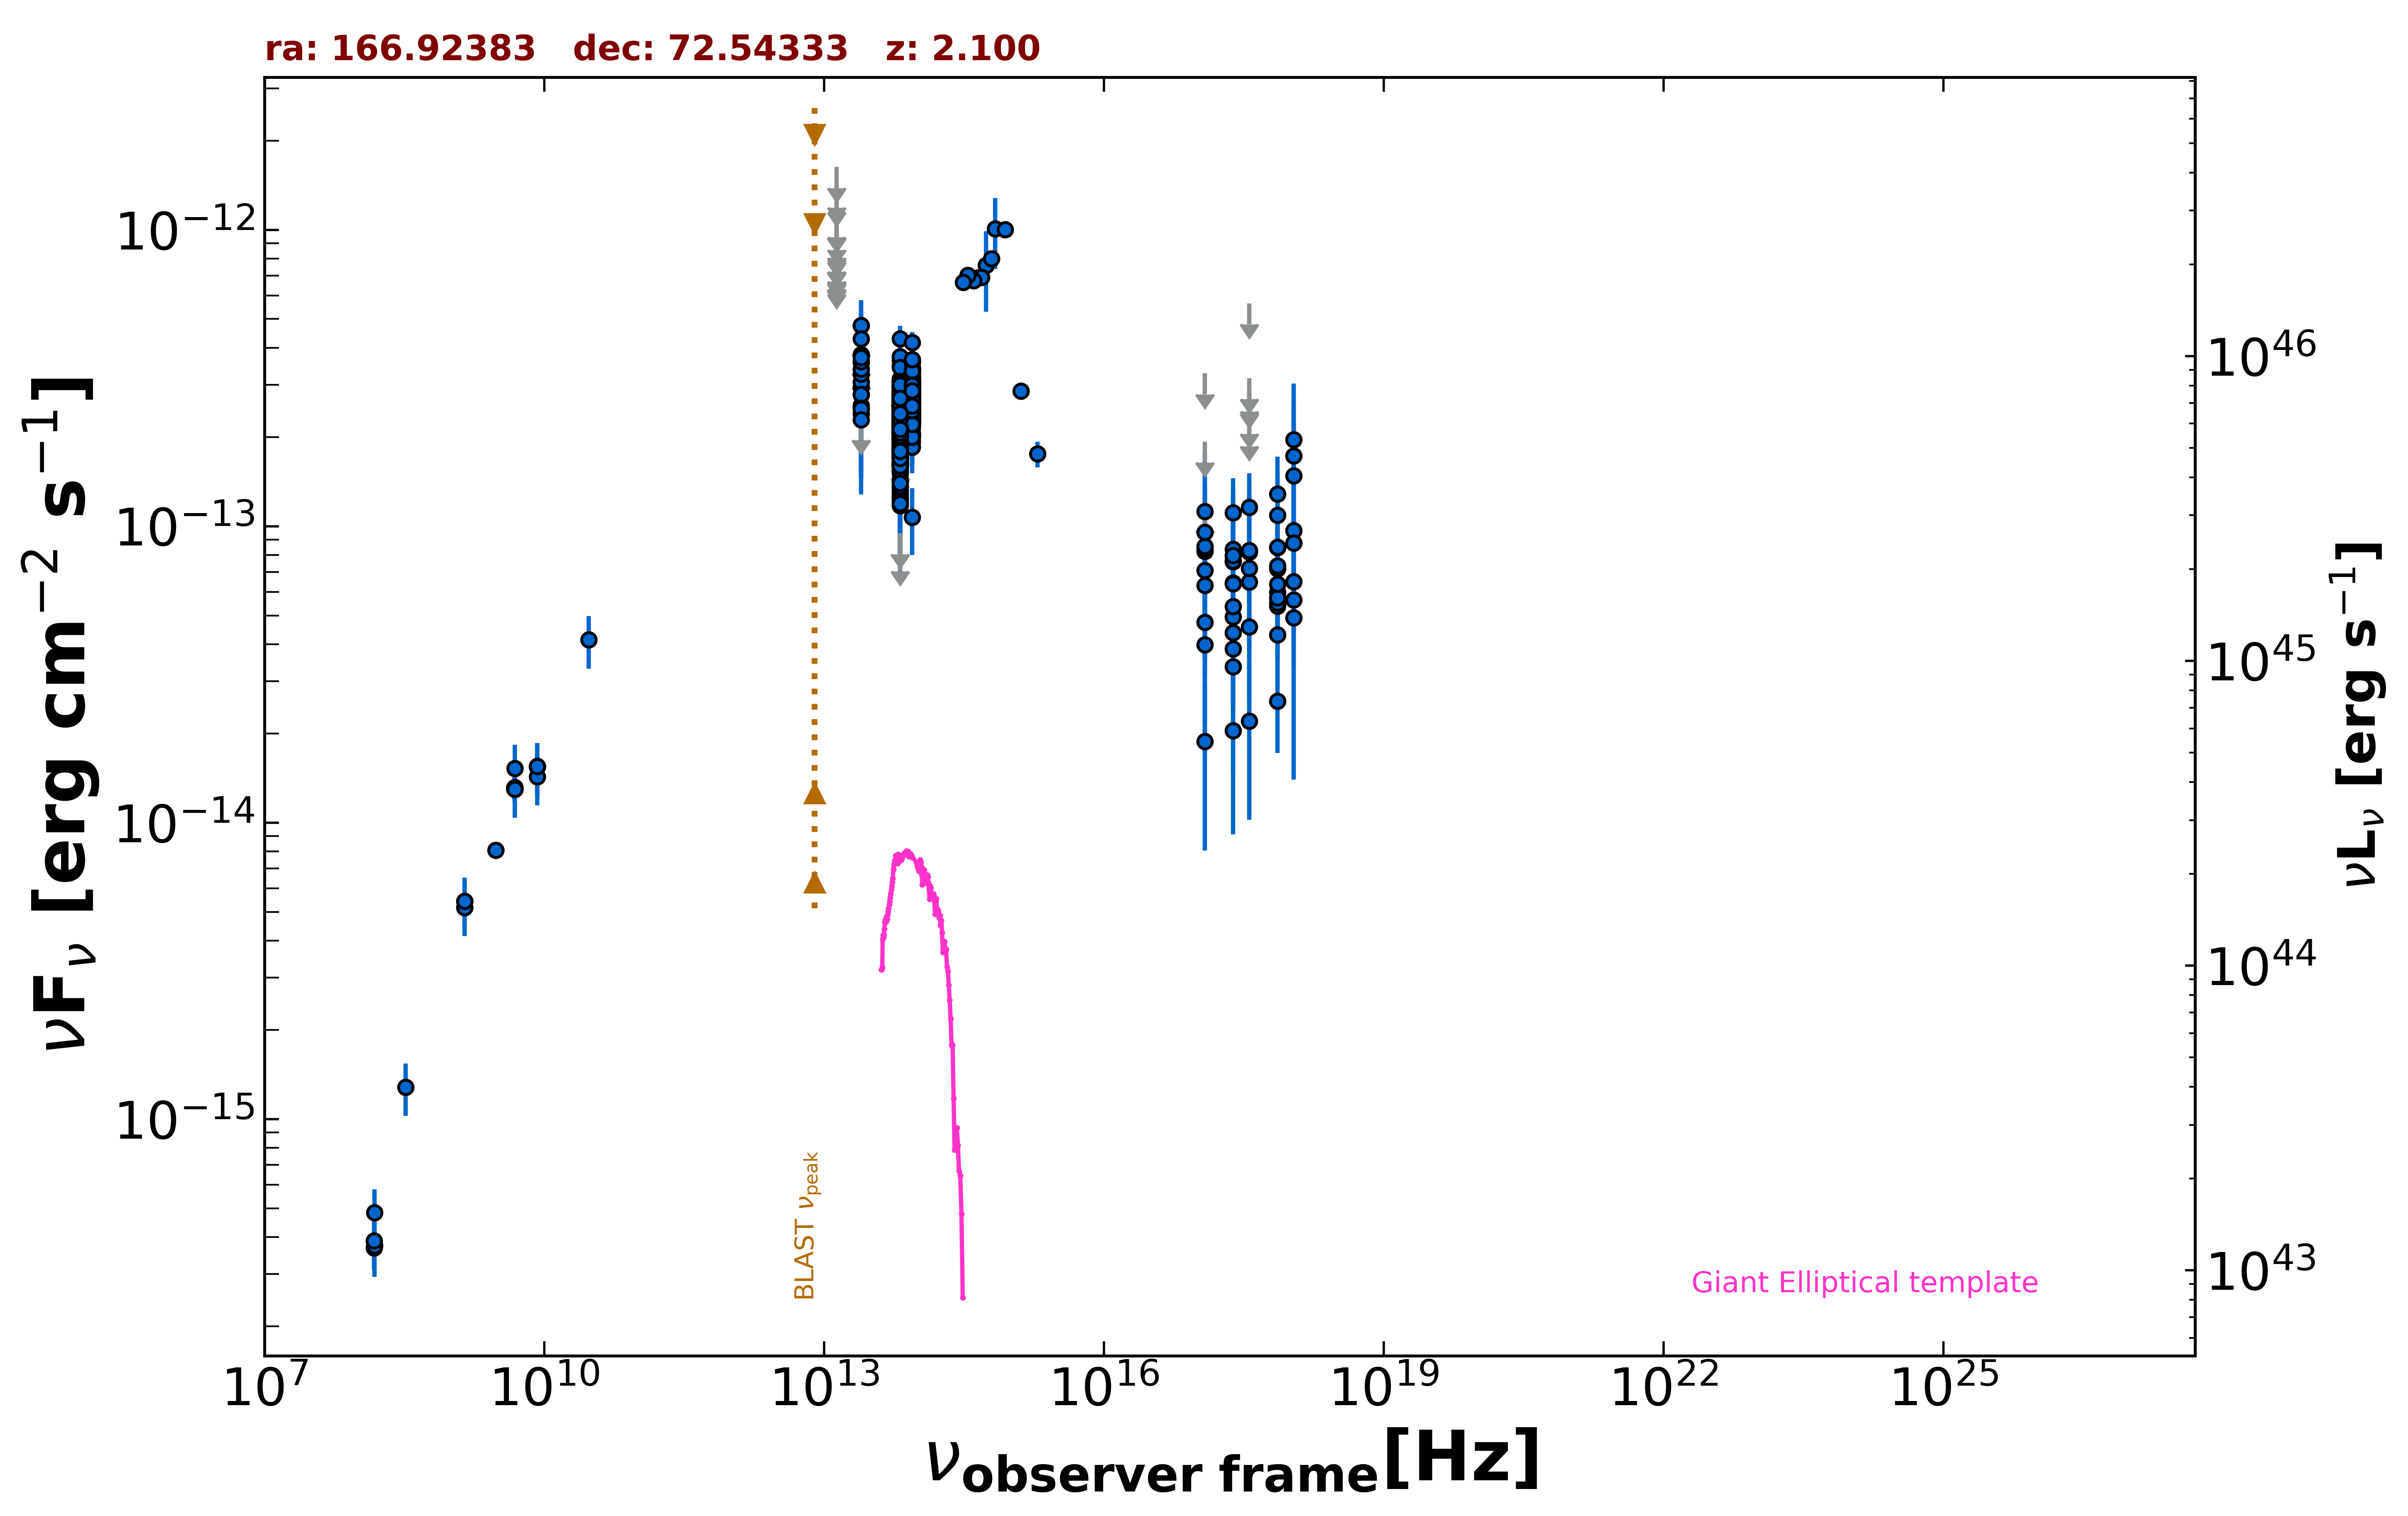 ra: 166.92383 dec: 72.54333 z: 2.100
νFν [erg cm−2 s−1]
10−12
10−13
10−14
10−15
νLν [erg s−1]
1046
1045
1044
1043
BLAST νpeak
Giant Elliptical template
107 1010 1013 1016 1019 1022 1025
νobserver frame[Hz]